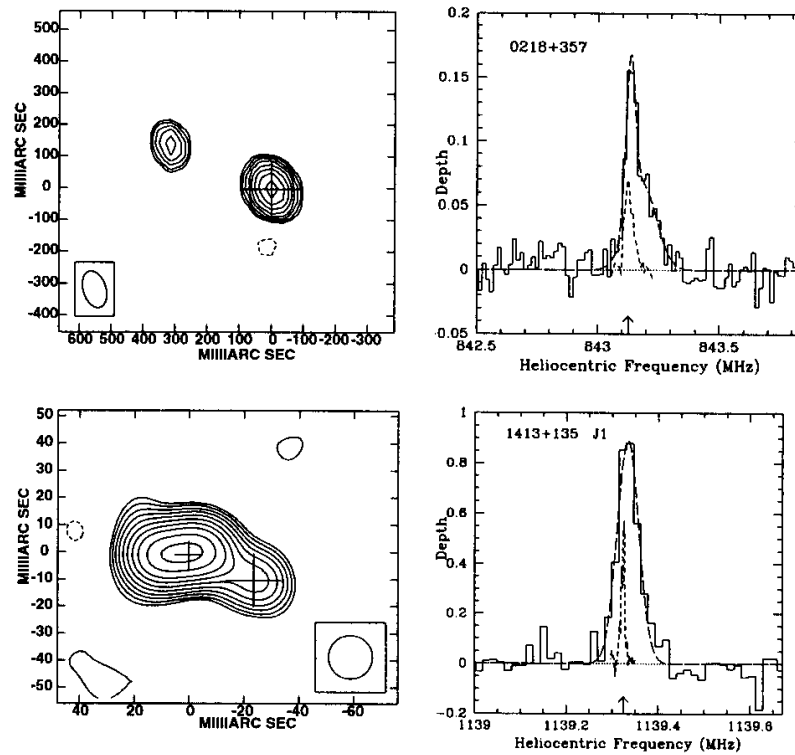 500
400
300
200
100
0
-100
-200
-300
-400
MIlIIARC SEC
600 500 400 300 200 100 0 -100 -200 -300
MIlIIARC SEC
0218+357
0.2
0.15
0.1
0.05
0
-0.05
Depth
842.5 843 843.5
Heliocentric Frequency (MHz)
50
40
30
20
10
0
-10
-20
-30
-40
-50
MIlIIARC SEC
40 20 0 -20 -40 -60
MIlIIARC SEC
1413+135 J1
1
0.8
0.6
0.4
0.2
0
-0.2
Depth
1139 1139.2 1139.4 1139.6
Heliocentric Frequency (MHz)